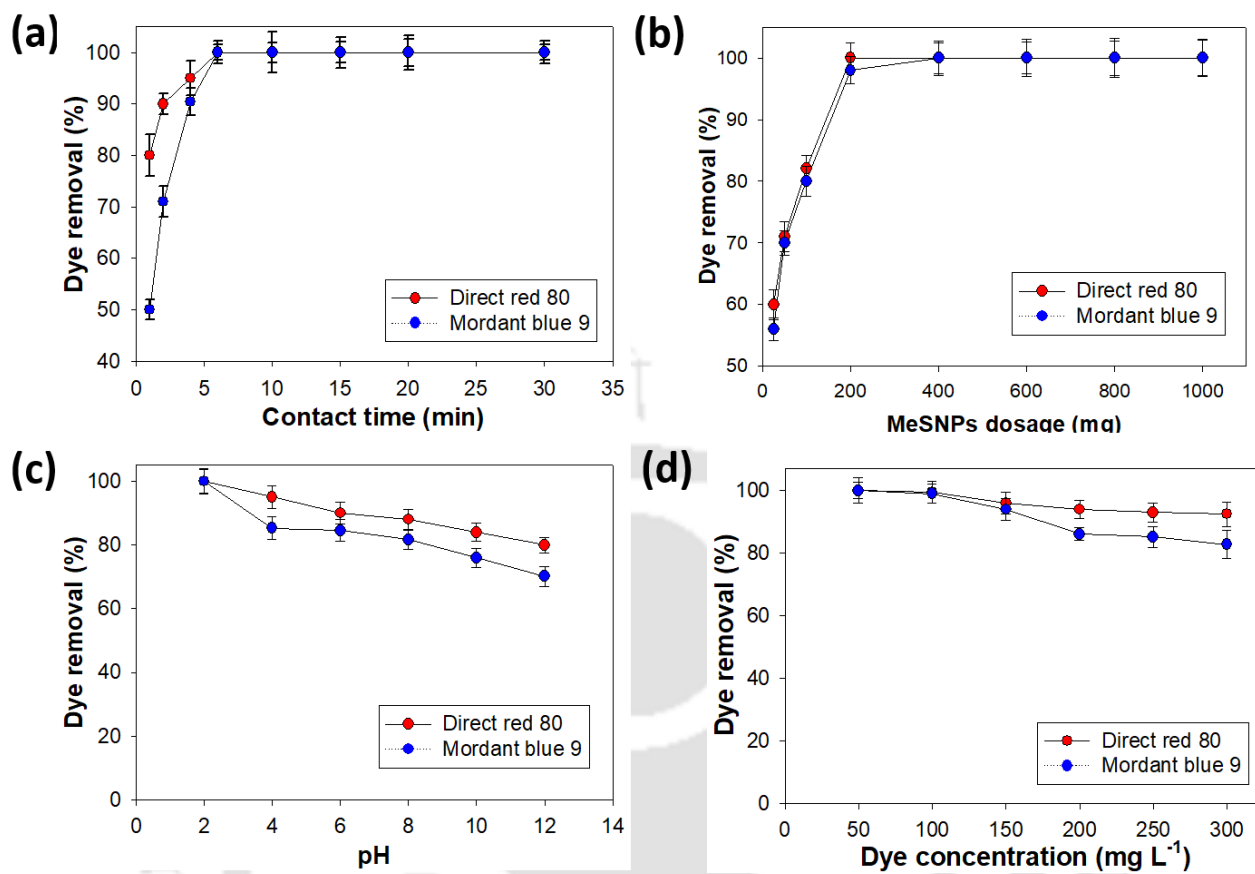 (a)
Dye removal (%)
100
90
80
70
60
50
40
0 5 10 15 20 25 30 35
Contact time (min)
Direct red 80
Mordant blue 9
(b)
Dye removal (%)
100
90
80
70
60
50
0 200 400 600 800 1000
MeSNPs dosage (mg)
Direct red 80
Mordant blue 9
(c)
Dye removal (%)
100
80
60
40
20
0
0 2 4 6 8 10 12 14
pH
Direct red 80
Mordant blue 9
(d)
Dye removal (%)
100
80
60
40
20
0
0 50 100 150 200 250 300
Dye concentration (mg L⁻¹)
Direct red 80
Mordant blue 9